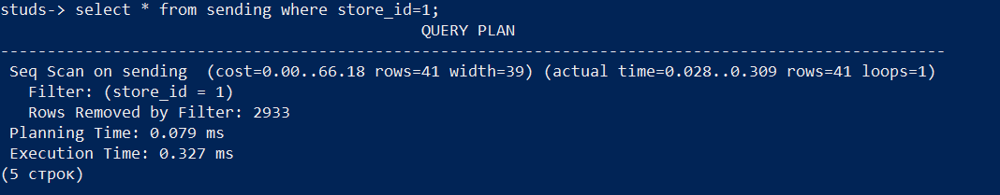 studs-> select * from sending where store_id=1;
QUERY PLAN
-----------------------------------------------------------------------------------------------------
Seq Scan on sending  (cost=0.00..66.18 rows=41 width=39) (actual time=0.028..0.309 rows=41 loops=1)
Filter: (store_id = 1)
Rows Removed by Filter: 2933
Planning Time: 0.079 ms
Execution Time: 0.327 ms
(5 строк)